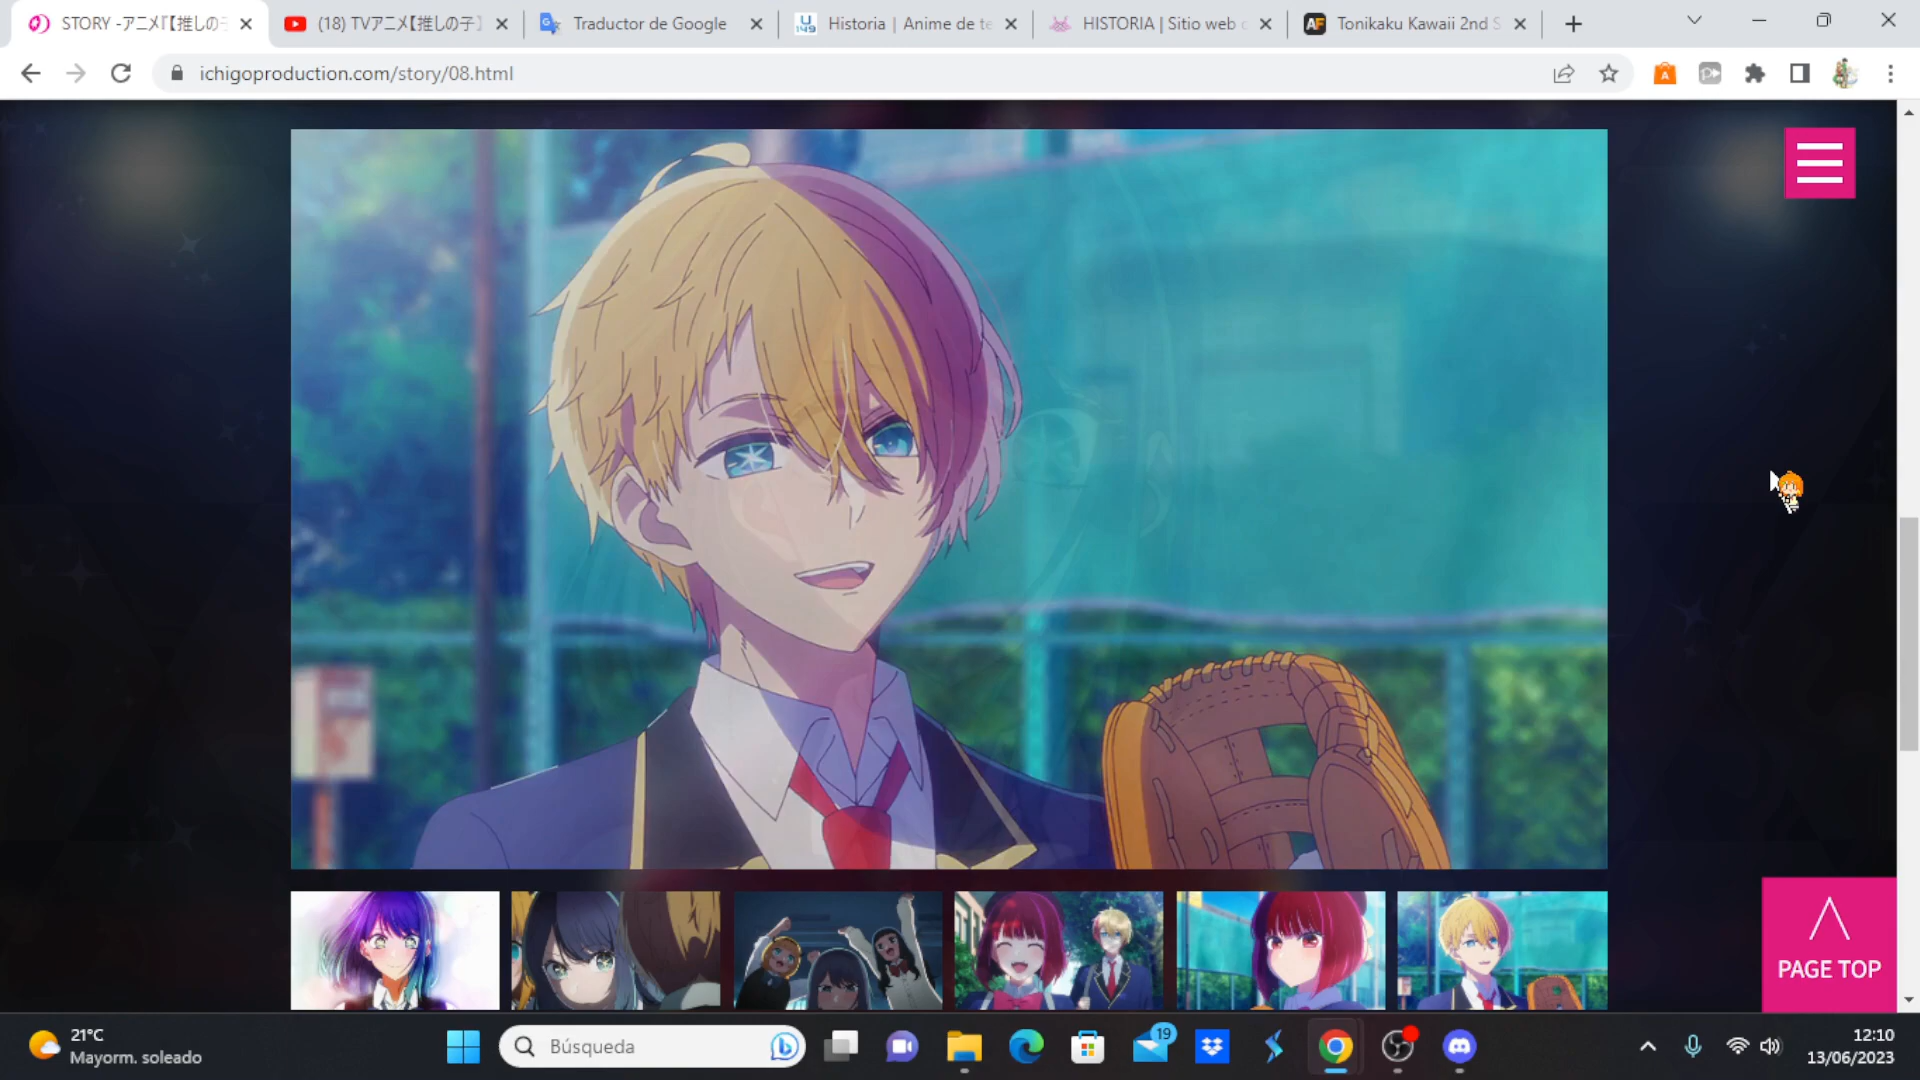 STORY -アニメ『【推しの子
(18) TVアニメ【推しの子】
Traductor de Google
Historia | Anime de te
HISTORIA | Sitio web o
Tonikaku Kawaii 2nd S
ichigoproduction.com/story/08.html
PAGE TOP
21°C
Mayorm. soleado
Búsqueda
19
12:10
13/06/2023